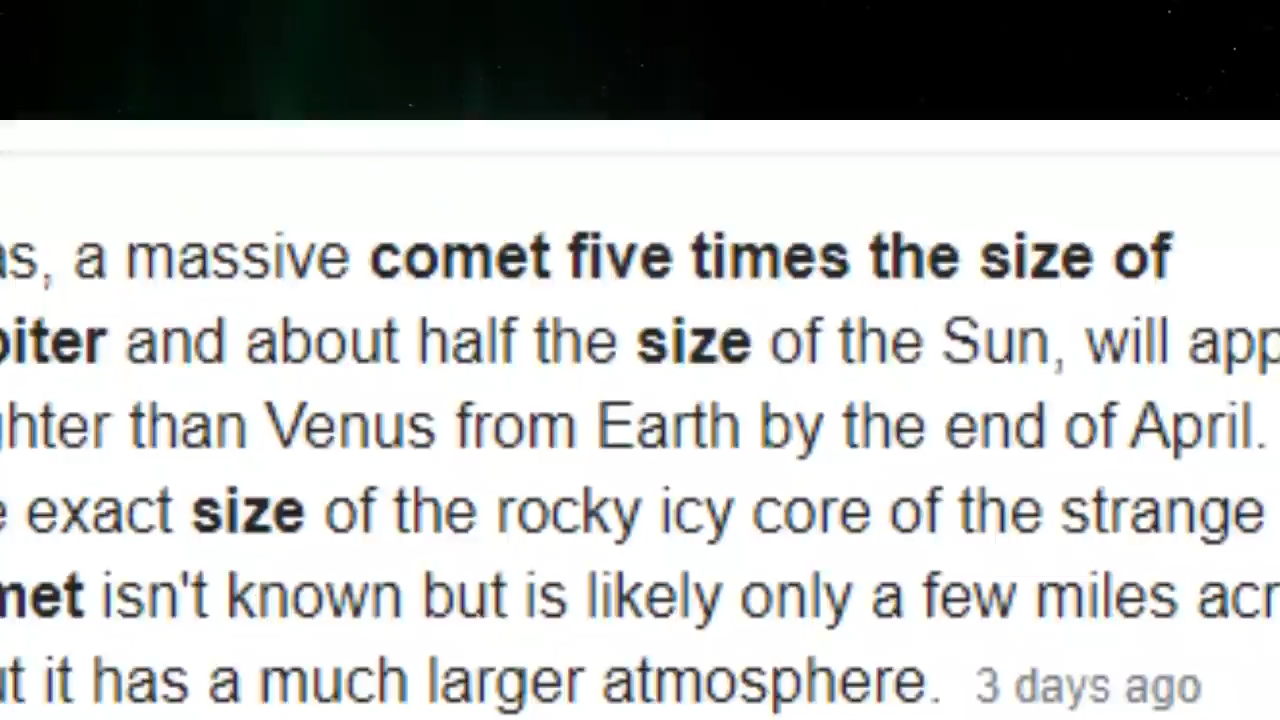 as, a massive comet five times the size of
piter and about half the size of the Sun, will app
ghter than Venus from Earth by the end of April.
e exact size of the rocky icy core of the strange
met isn't known but is likely only a few miles acr
ut it has a much larger atmosphere. 3 days ago